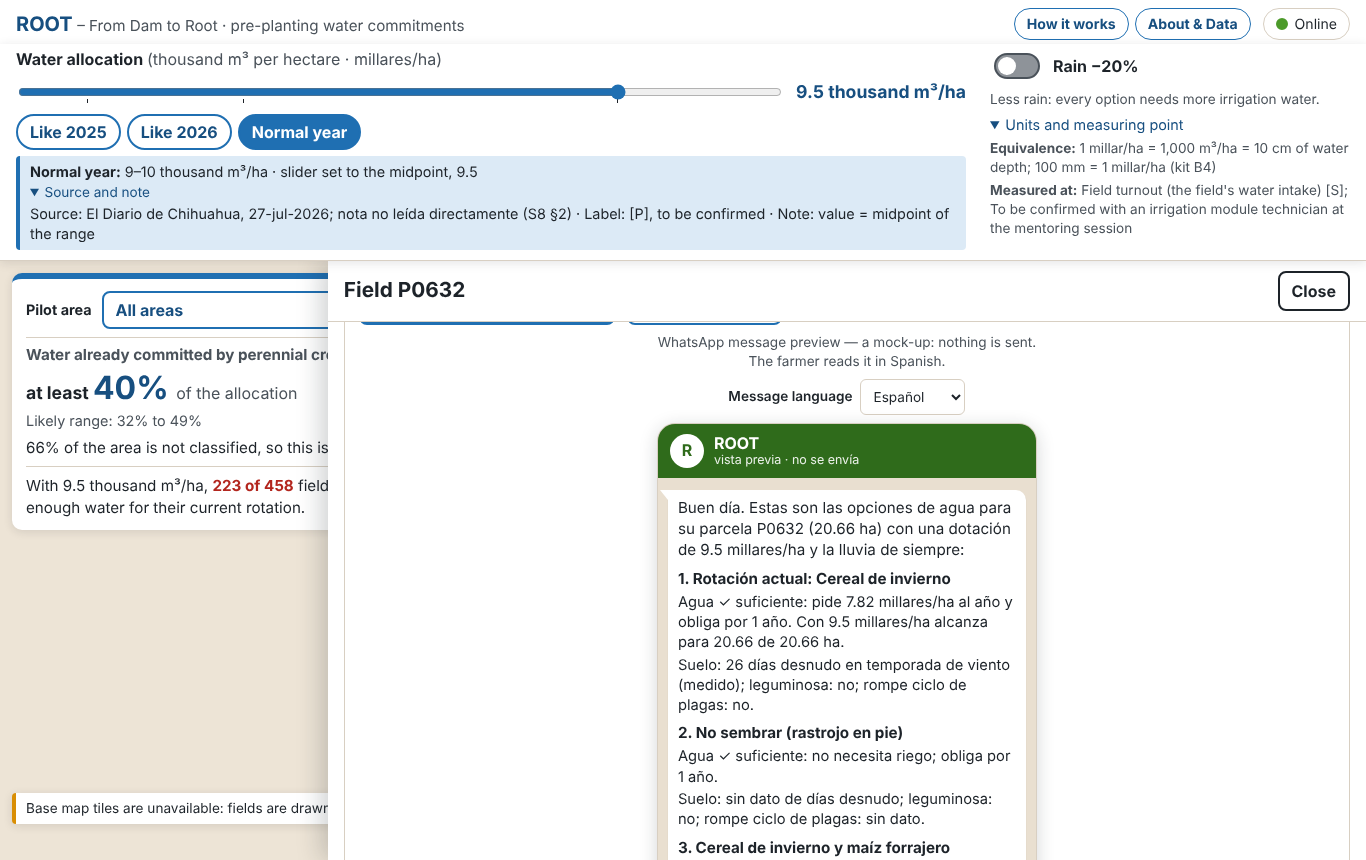 ROOT – From Dam to Root · pre-planting water commitments
How it works
About & Data
Online
Water allocation (thousand m³ per hectare · millares/ha)
9.5 thousand m³/ha
Like 2025
Like 2026
Normal year
Normal year: 9–10 thousand m³/ha · slider set to the midpoint, 9.5
▼ Source and note
Source: El Diario de Chihuahua, 27-jul-2026; nota no leída directamente (S8 §2) · Label: [P], to be confirmed · Note: value = midpoint of
the range
Rain −20%
Less rain: every option needs more irrigation water.
▼ Units and measuring point
Equivalence: 1 millar/ha = 1,000 m³/ha = 10 cm of water
depth; 100 mm = 1 millar/ha (kit B4)
Measured at: Field turnout (the field's water intake) [S];
To be confirmed with an irrigation module technician at
the mentoring session
Pilot area
All areas
Water already committed by perennial cr
at least 40% of the allocation
Likely range: 32% to 49%
66% of the area is not classified, so this is
With 9.5 thousand m³/ha, 223 of 458 field
enough water for their current rotation.
Base map tiles are unavailable: fields are drawn
Field P0632
Close
WhatsApp message preview — a mock-up: nothing is sent.
The farmer reads it in Spanish.
Message language
Español
R
ROOT
vista previa · no se envía
Buen día. Estas son las opciones de agua para
su parcela P0632 (20.66 ha) con una dotación
de 9.5 millares/ha y la lluvia de siempre:
1. Rotación actual: Cereal de invierno
Agua ✓ suficiente: pide 7.82 millares/ha al año y
obliga por 1 año. Con 9.5 millares/ha alcanza
para 20.66 de 20.66 ha.
Suelo: 26 días desnudo en temporada de viento
(medido); leguminosa: no; rompe ciclo de
plagas: no.
2. No sembrar (rastrojo en pie)
Agua ✓ suficiente: no necesita riego; obliga por
1 año.
Suelo: sin dato de días desnudo; leguminosa:
no; rompe ciclo de plagas: sin dato.
3. Cereal de invierno y maíz forrajero